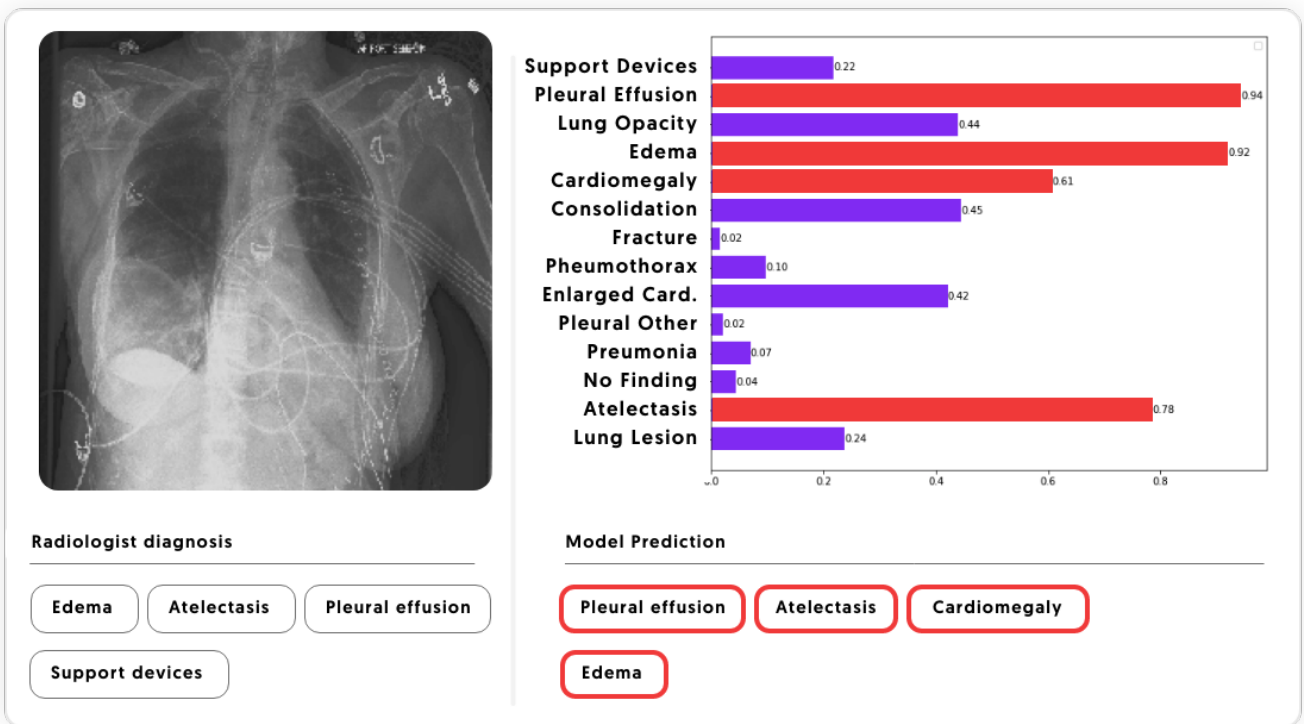 Support Devices 0.22
Pleural Effusion 0.94
Lung Opacity 0.44
Edema 0.92
Cardiomegaly 0.61
Consolidation 0.45
Fracture 0.02
Pheumothorax 0.10
Enlarged Card. 0.42
Pleural Other 0.02
Preumonia 0.07
No Finding 0.04
Atelectasis 0.78
Lung Lesion 0.24
0.2 0.4 0.6 0.8
Radiologist diagnosis
Edema Atelectasis Pleural effusion
Support devices
Model Prediction
Pleural effusion Atelectasis Cardiomegaly
Edema